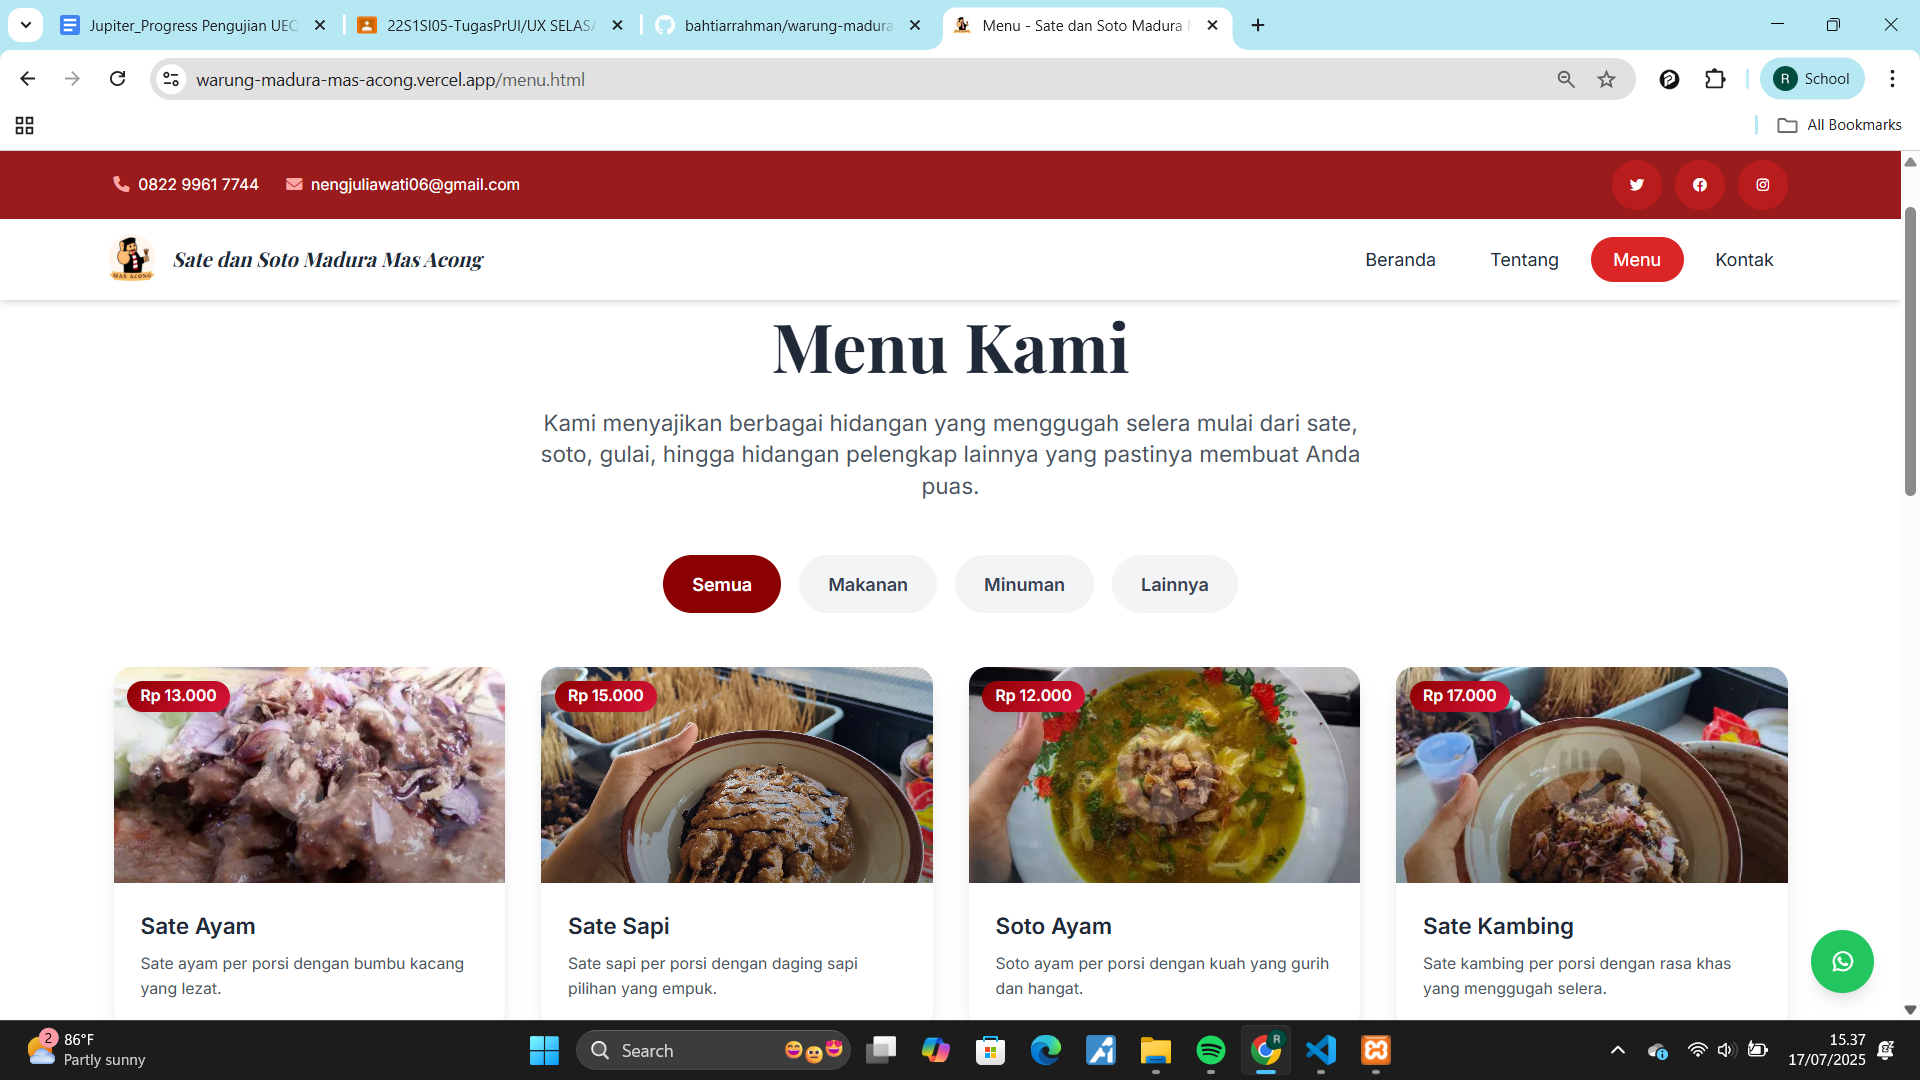 Jupiter_Progress Pengujian UEQ
22S1SI05-TugasPrUI/UX SELASA
bahtiarrahman/warung-madura
Menu - Sate dan Soto Madura M
warung-madura-mas-acong.vercel.app/menu.html
R School
All Bookmarks
0822 9961 7744
nengjuliawati06@gmail.com
MAS ACONG
Sate dan Soto Madura Mas Acong
Beranda
Tentang
Menu
Kontak
Menu Kami
Kami menyajikan berbagai hidangan yang menggugah selera mulai dari sate,
soto, gulai, hingga hidangan pelengkap lainnya yang pastinya membuat Anda
puas.
Semua
Makanan
Minuman
Lainnya
Rp 13.000
Rp 15.000
Rp 12.000
Rp 17.000
Sate Ayam
Sate ayam per porsi dengan bumbu kacang
yang lezat.
Sate Sapi
Sate sapi per porsi dengan daging sapi
pilihan yang empuk.
Soto Ayam
Soto ayam per porsi dengan kuah yang gurih
dan hangat.
Sate Kambing
Sate kambing per porsi dengan rasa khas
yang menggugah selera.
2
86°F
Partly sunny
Search
R
15.37
17/07/2025